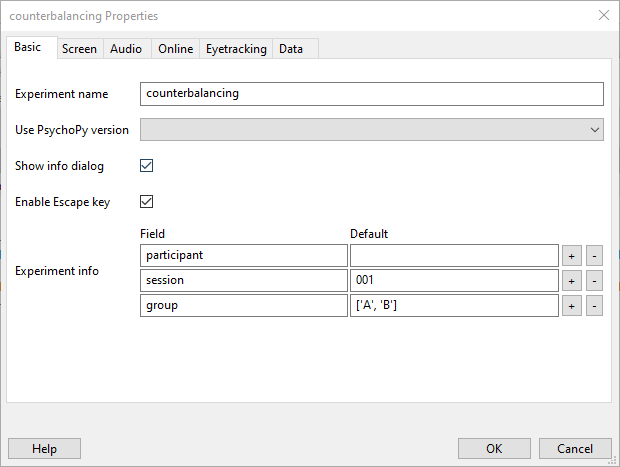 counterbalancing Properties
Basic Screen Audio Online Eyetracking Data
Experiment name counterbalancing
Use PsychoPy version
Show info dialog
Enable Escape key
Field Default
Experiment info
participant + -
session 001 + -
group ['A', 'B'] + -
Help OK Cancel